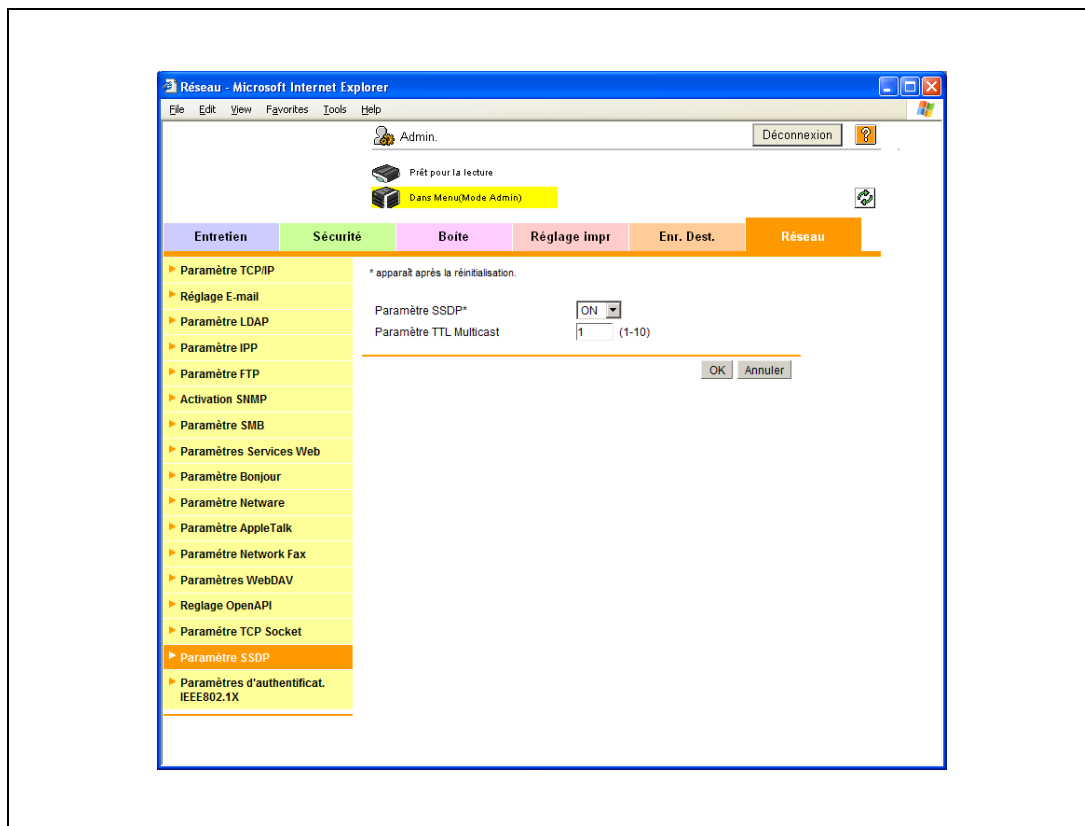 Réseau - Microsoft Internet Explorer
File Edit View Favorites Tools Help
Admin.
Déconnexion
?
Prêt pour la lecture
Dans Menu(Mode Admin)
Entretien Sécurité Boîte Réglage impr Enr. Dest. Réseau
Paramètre TCP/IP
Réglage E-mail
Paramètre LDAP
Paramètre IPP
Paramètre FTP
Activation SNMP
Paramètre SMB
Paramètres Services Web
Paramètre Bonjour
Paramètre Netware
Paramètre AppleTalk
Paramétre Network Fax
Paramètres WebDAV
Reglage OpenAPI
Paramétre TCP Socket
Paramètre SSDP
Paramètres d'authentificat.
IEEE802.1X
* apparaît après la réinitialisation.
Paramètre SSDP* ON
Paramètre TTL Multicast 1 (1-10)
OK Annuler